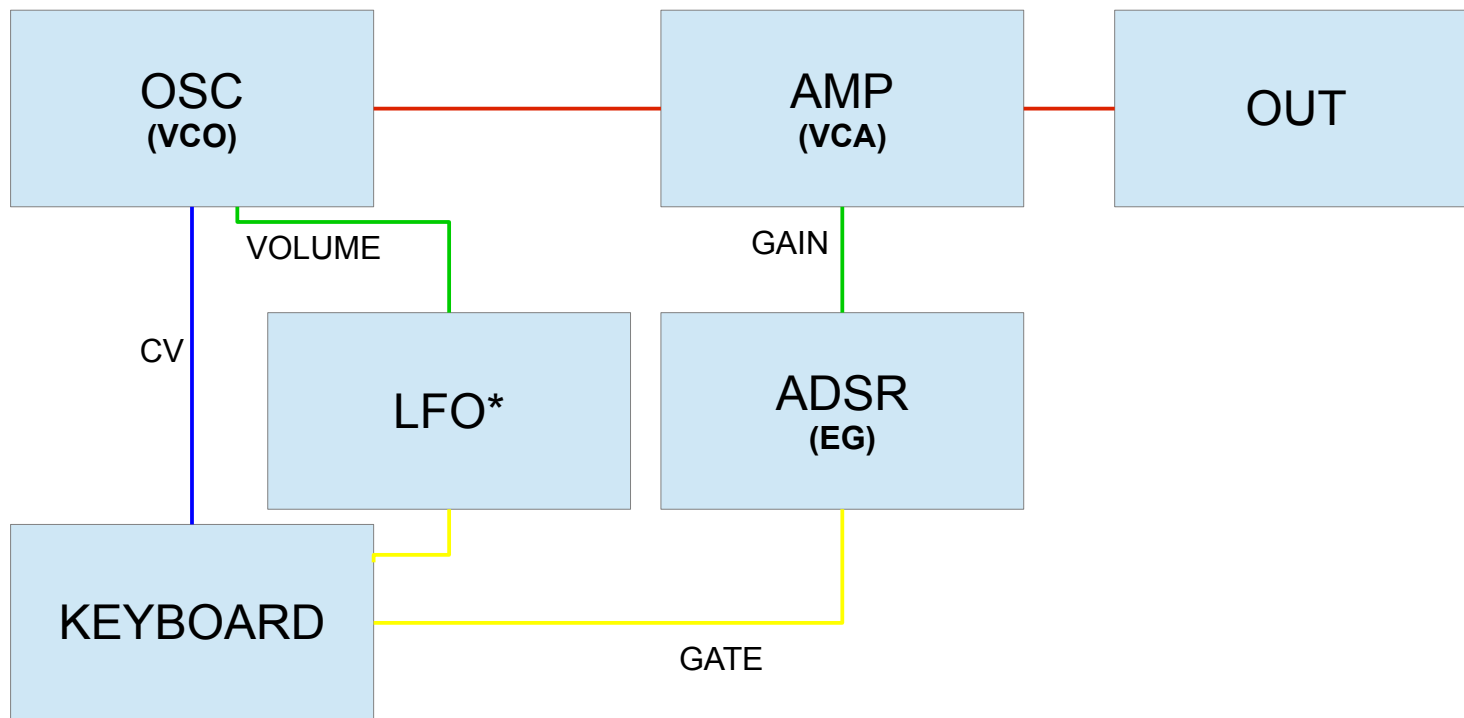 OSC
(VCO)
AMP
(VCA)
OUT
VOLUME
GAIN
CV
LFO*
ADSR
(EG)
KEYBOARD
GATE